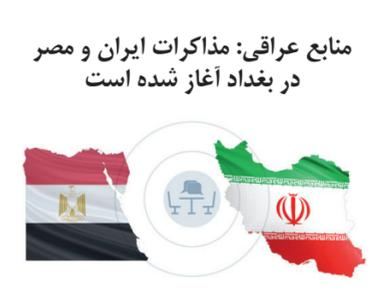 منابع عراقی: مذاکرات ایران و مصر
در بغداد آغاز شده است